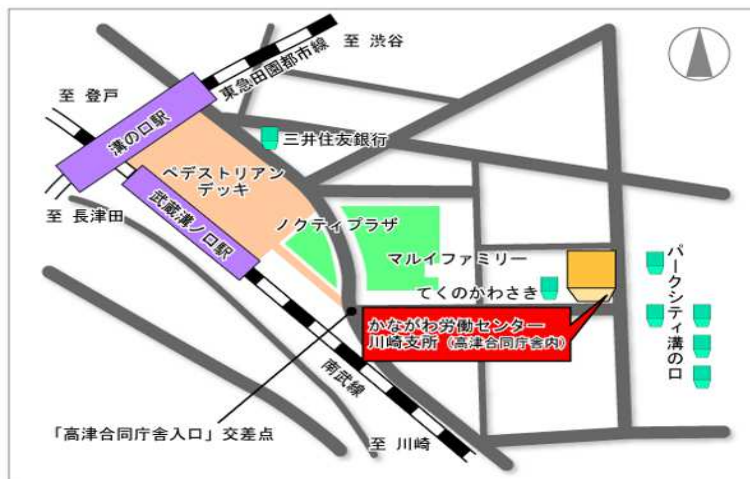 至 渋谷
東急田園都市線
至 登戸
溝の口駅
三井住友銀行
ペデストリアン
デッキ
武蔵溝ノ口駅
至 長津田
ノクティプラザ
マルイファミリー
てくのかわさき
パークシティ溝の口
かながわ労働センター
川崎支所（高津合同庁舎内）
南武線
「高津合同庁舎入口」交差点
至 川崎